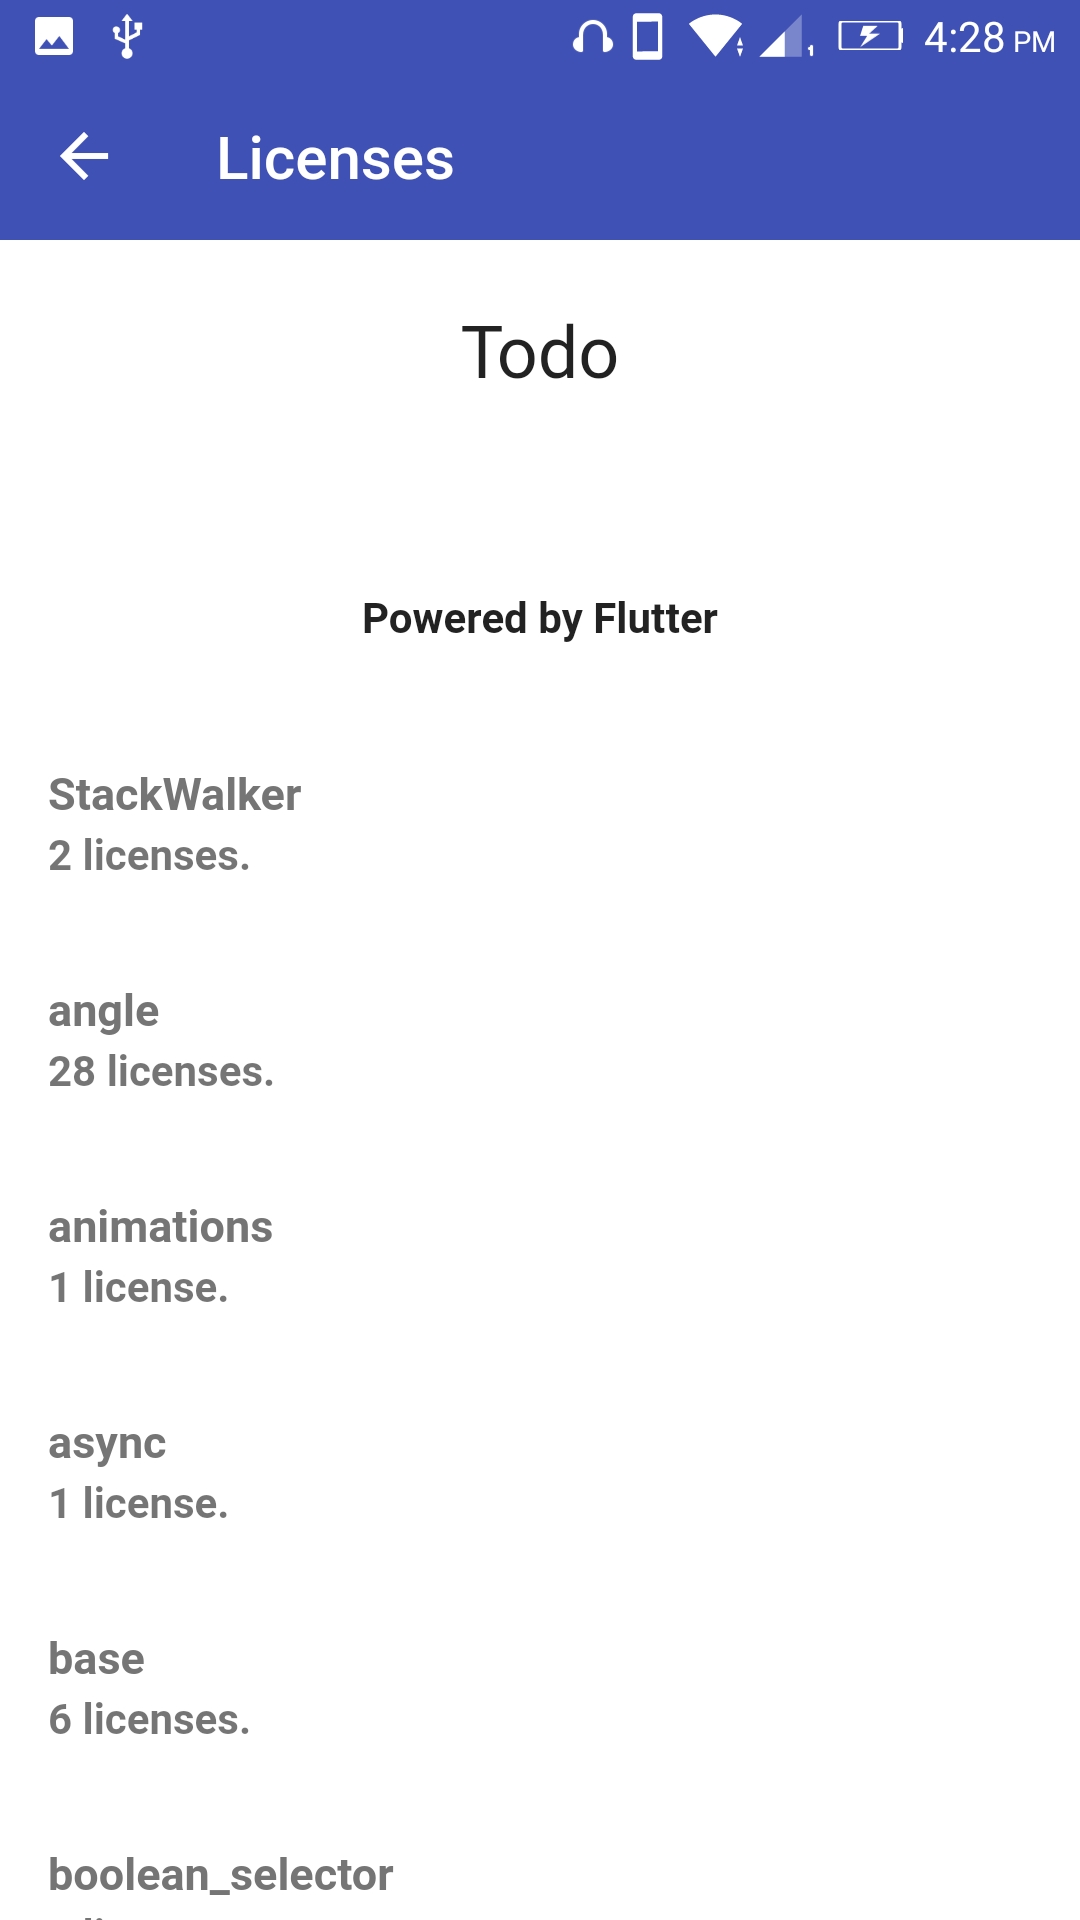 4:28 PM
Licenses
Todo
Powered by Flutter
StackWalker
2 licenses.
angle
28 licenses.
animations
1 license.
async
1 license.
base
6 licenses.
boolean_selector